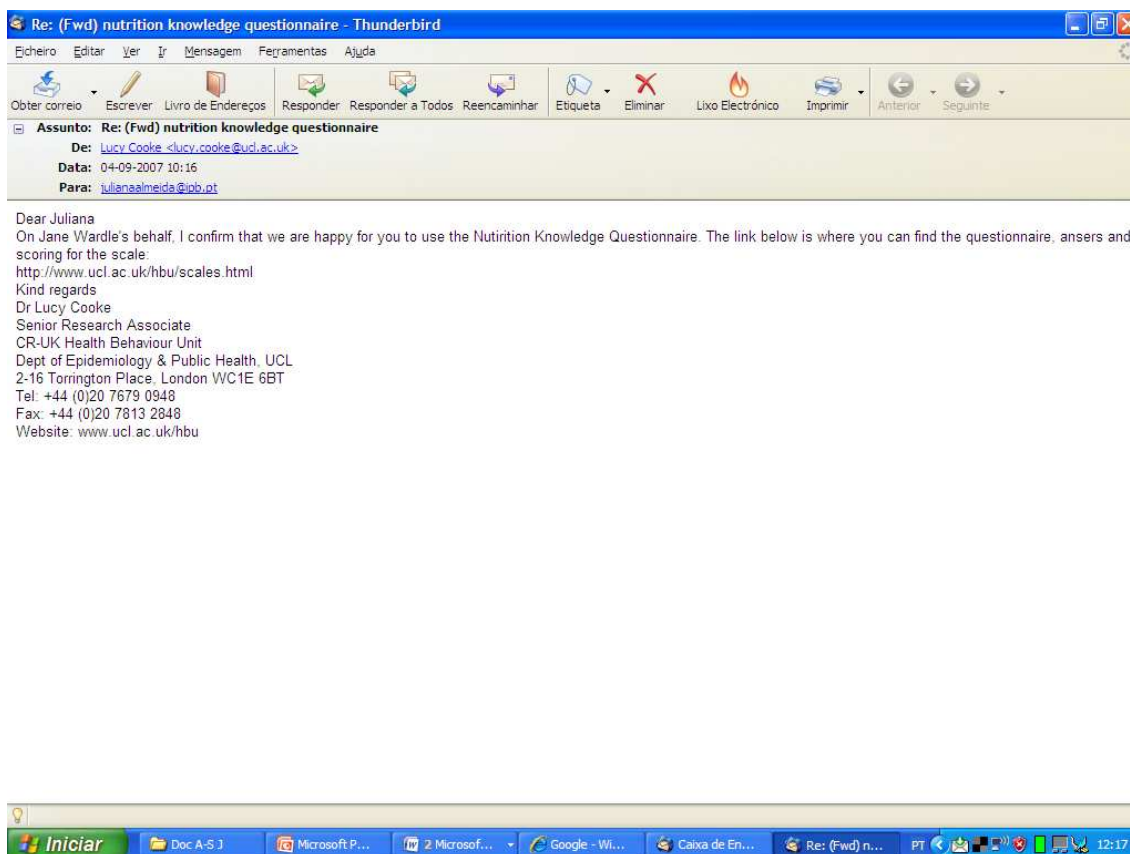 Re: (Fwd) nutrition knowledge questionnaire - Thunderbird
Ficheiro Editar Ver Ir Mensagem Ferramentas Ajuda
Obter correio Escrever Livro de Endereços Responder Responder a Todos Reencaminhar Etiqueta Eliminar Lixo Electrónico Imprimir Anterior Seguinte
Assunto: Re: (Fwd) nutrition knowledge questionnaire
De: Lucy Cooke <lucy.cooke@ucl.ac.uk>
Data: 04-09-2007 10:16
Para: julianaalmeida@ipb.pt
Dear Juliana
On Jane Wardle's behalf, I confirm that we are happy for you to use the Nutirition Knowledge Questionnaire. The link below is where you can find the questionnaire, ansers and
scoring for the scale:
http://www.ucl.ac.uk/hbu/scales.html
Kind regards
Dr Lucy Cooke
Senior Research Associate
CR-UK Health Behaviour Unit
Dept of Epidemiology & Public Health, UCL
2-16 Torrington Place, London WC1E 6BT
Tel: +44 (0)20 7679 0948
Fax: +44 (0)20 7813 2848
Website: www.ucl.ac.uk/hbu
Iniciar Doc A-S J Microsoft P... 2 Microsof... Google - Wi... Caixa de En... Re: (Fwd) n... PT 12:17